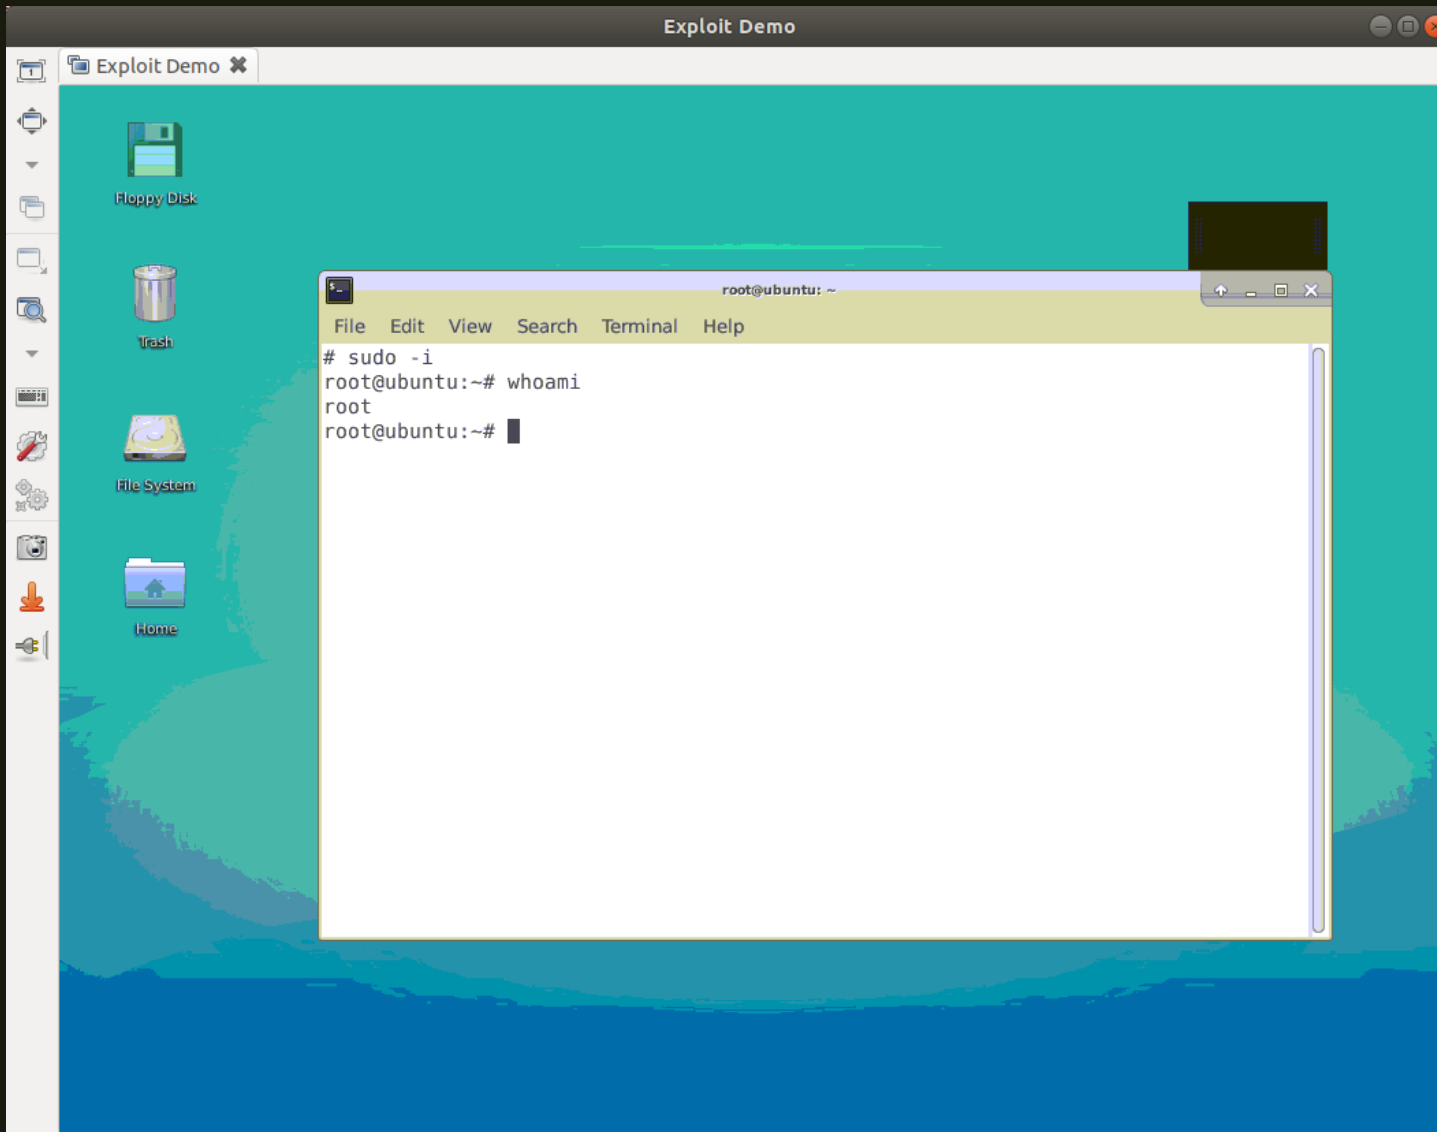 Exploit Demo
Exploit Demo
Floppy Disk
Trash
File System
Home
root@ubuntu: ~
File Edit View Search Terminal Help
# sudo -i
root@ubuntu:~# whoami
root
root@ubuntu:~#